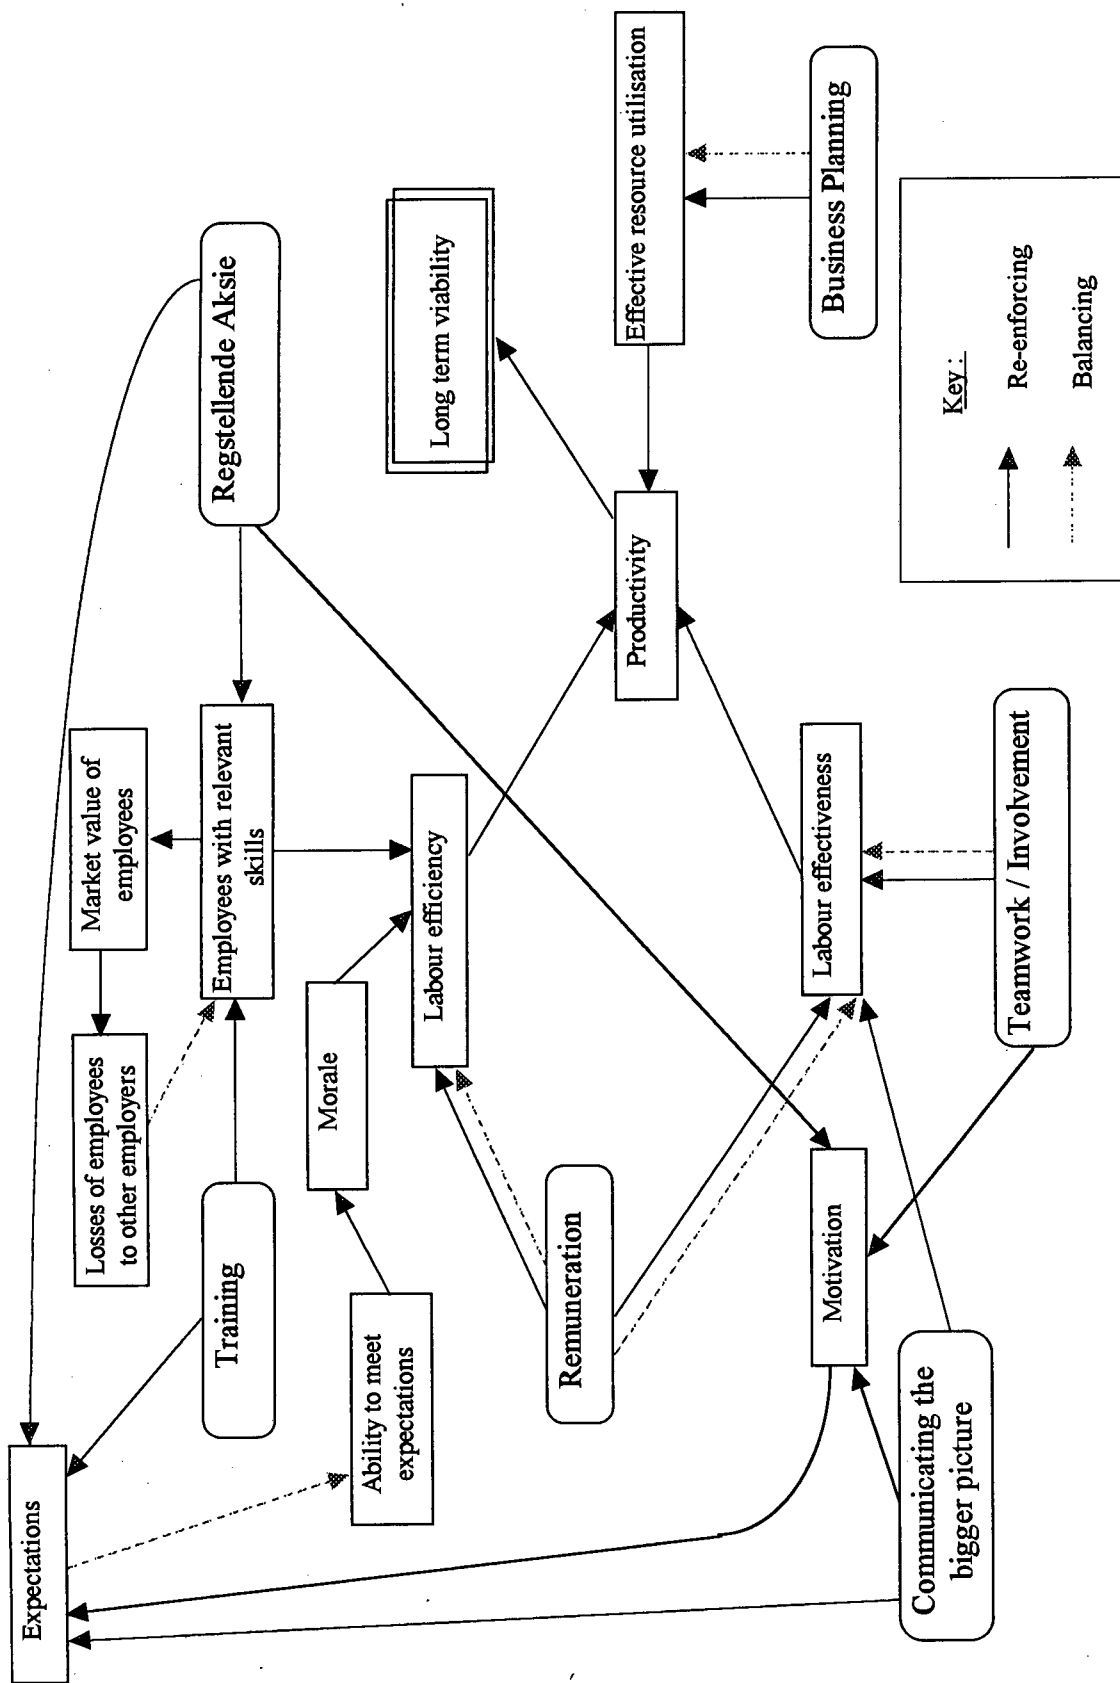 Expectations
Losses of employees
to other employers
Market value of
employees
Training
Employees with relevant
skills
Regstellende Aksie
Morale
Ability to meet
expectations
Labour efficiency
Long term viability
Remuneration
Productivity
Effective resource utilisation
Motivation
Labour effectiveness
Business Planning
Communicating the
bigger picture
Teamwork / Involvement
Key :
Re-enforcing
Balancing